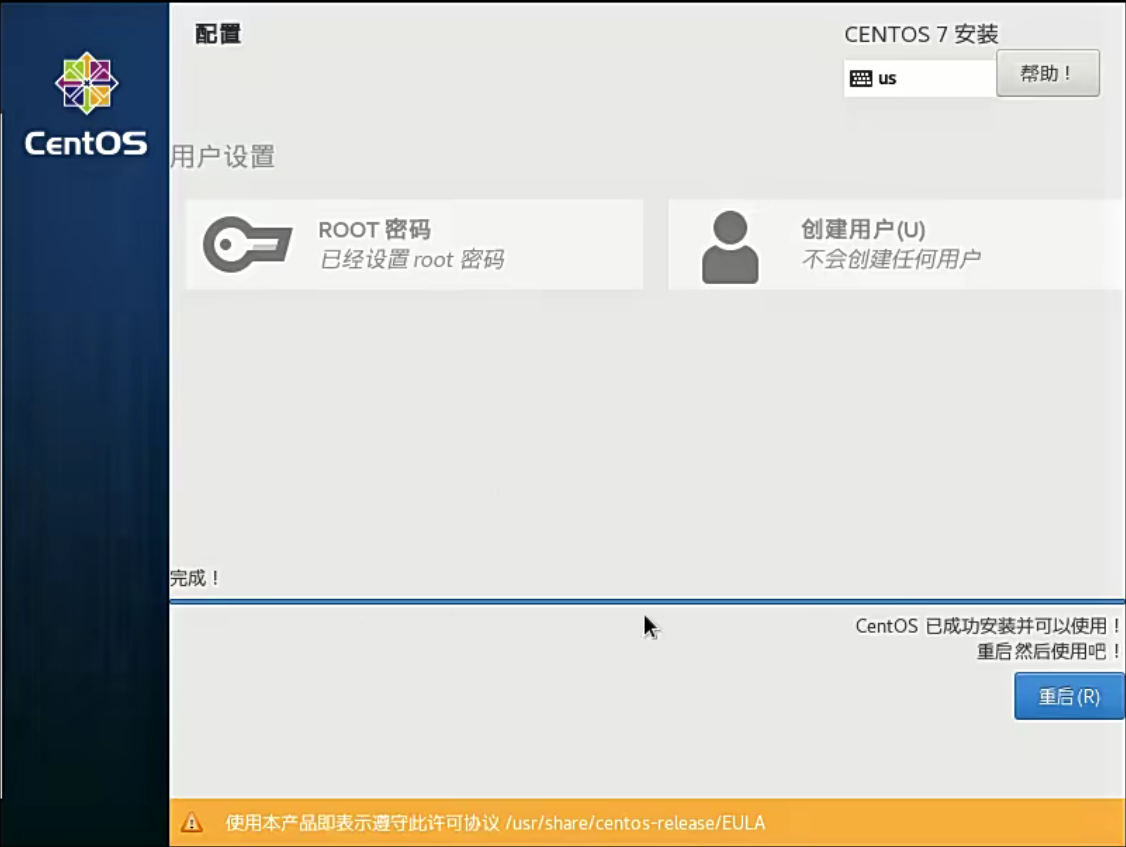 配置
CENTOS 7 安装
us
帮助！
CentOS
用户设置
ROOT 密码
已经设置 root 密码
创建用户(U)
不会创建任何用户
完成！
CentOS 已成功安装并可以使用！
重启然后使用吧！
重启(R)
使用本产品即表示遵守此许可协议 /usr/share/centos-release/EULA